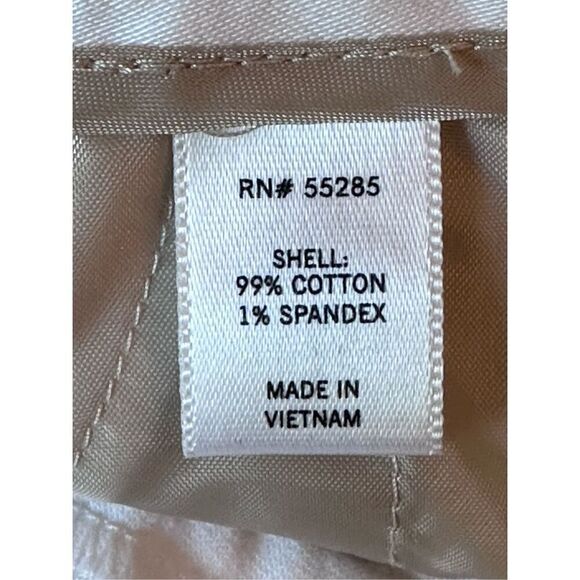 RN# 55285
SHELL:
99% COTTON
1% SPANDEX
MADE IN
VIETNAM